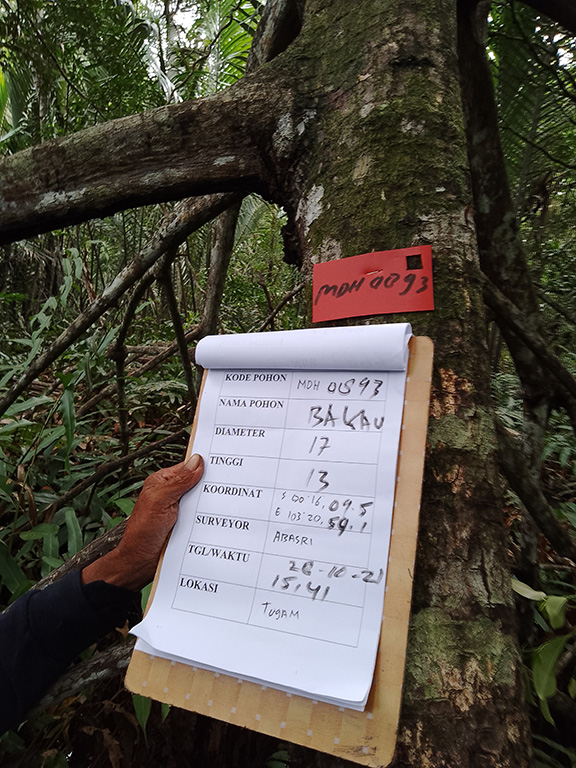 MDH 0093
KODE POHON MDH 0093
NAMA POHON BAKAU
DIAMETER 17
TINGGI 13
KOORDINAT S 00°16, 09.5
E 103°20, 59.1
SURVEYOR ABASRI
TGL/WAKTU 26-10-21
15,41
LOKASI TUGAM